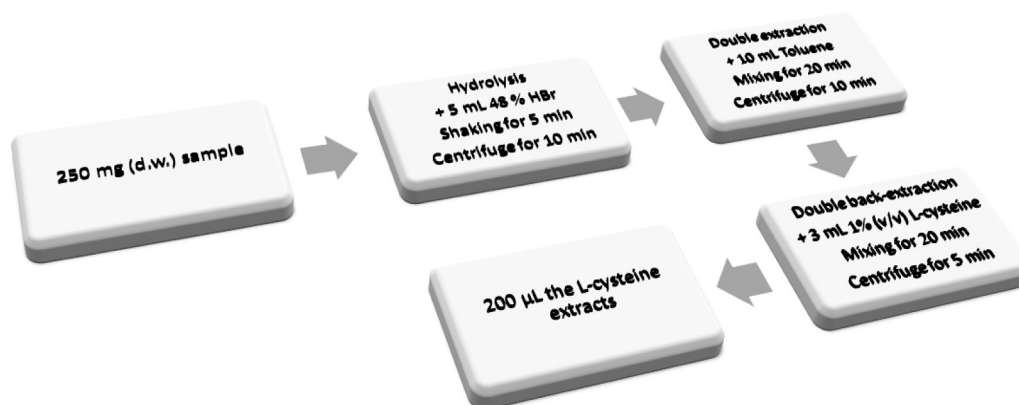 250 mg (d.w.) sample
Hydrolysis
+ 5 mL 48 % HBr
Shaking for 5 min
Centrifuge for 10 min
Double extraction
+ 10 mL Toluene
Mixing for 20 min
Centrifuge for 10 min
Double back-extraction
+ 3 mL 1% (v/v) L-cysteine
Mixing for 20 min
Centrifuge for 5 min
200 µL the L-cysteine
extracts